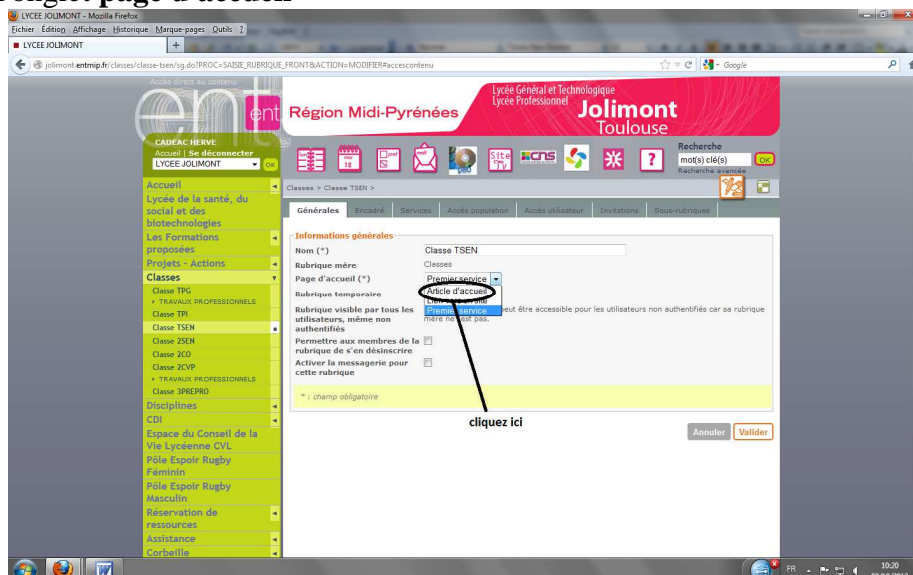 l'onglet page d'accueil
LYCEE JOLIMONT - Mozilla Firefox
Fichier Édition Affichage Historique Marque-pages Outils ?
LYCEE JOLIMONT
jolimont.entmip.fr/classes/classe-tsen/sg.do?PROC=SAISIE_RUBRIQUE_FRONT&ACTION=MODIFIER#accescontenu
Google
Accès direct au contenu
ent
ent
Région Midi-Pyrénées
Lycée Général et Technologique
Lycée Professionnel
Jolimont
Toulouse
CADEAC HERVE
Accueil | Se déconnecter
LYCEE JOLIMONT
OK
12
Site
cns
?
Recherche
mot(s) clé(s)
OK
Recherche avancée
Classes > Classe TSEN >
Générales Encadré Services Accès population Accès utilisateur Invitations Sous-rubriques
Informations générales
Nom (*) Classe TSEN
Rubrique mère Classes
Page d'accueil (*) Premier service
Article d'accueil
Premier service
Rubrique temporaire
Rubrique visible par tous les utilisateurs, même non authentifiés
peut être accessible pour les utilisateurs non authentifiés car sa rubrique
mère ne l'est pas.
Permettre aux membres de la rubrique de s'en désinscrire
Activer la messagerie pour cette rubrique
* : champ obligatoire
cliquez ici
Annuler Valider
Accueil
Lycée de la santé, du
social et des
biotechnologies
Les Formations
proposées
Projets - Actions
Classes
Classe TPG
TRAVAUX PROFESSIONNELS
Classe TPI
Classe TSEN
Classe 2SEN
Classe 2CO
Classe 2CVP
TRAVAUX PROFESSIONNELS
Classe 3PREPRO
Disciplines
CDI
Espace du Conseil de la
Vie Lycéenne CVL
Pôle Espoir Rugby
Féminin
Pôle Espoir Rugby
Masculin
Réservation de
ressources
Assistance
Corbeille
FR
10:20